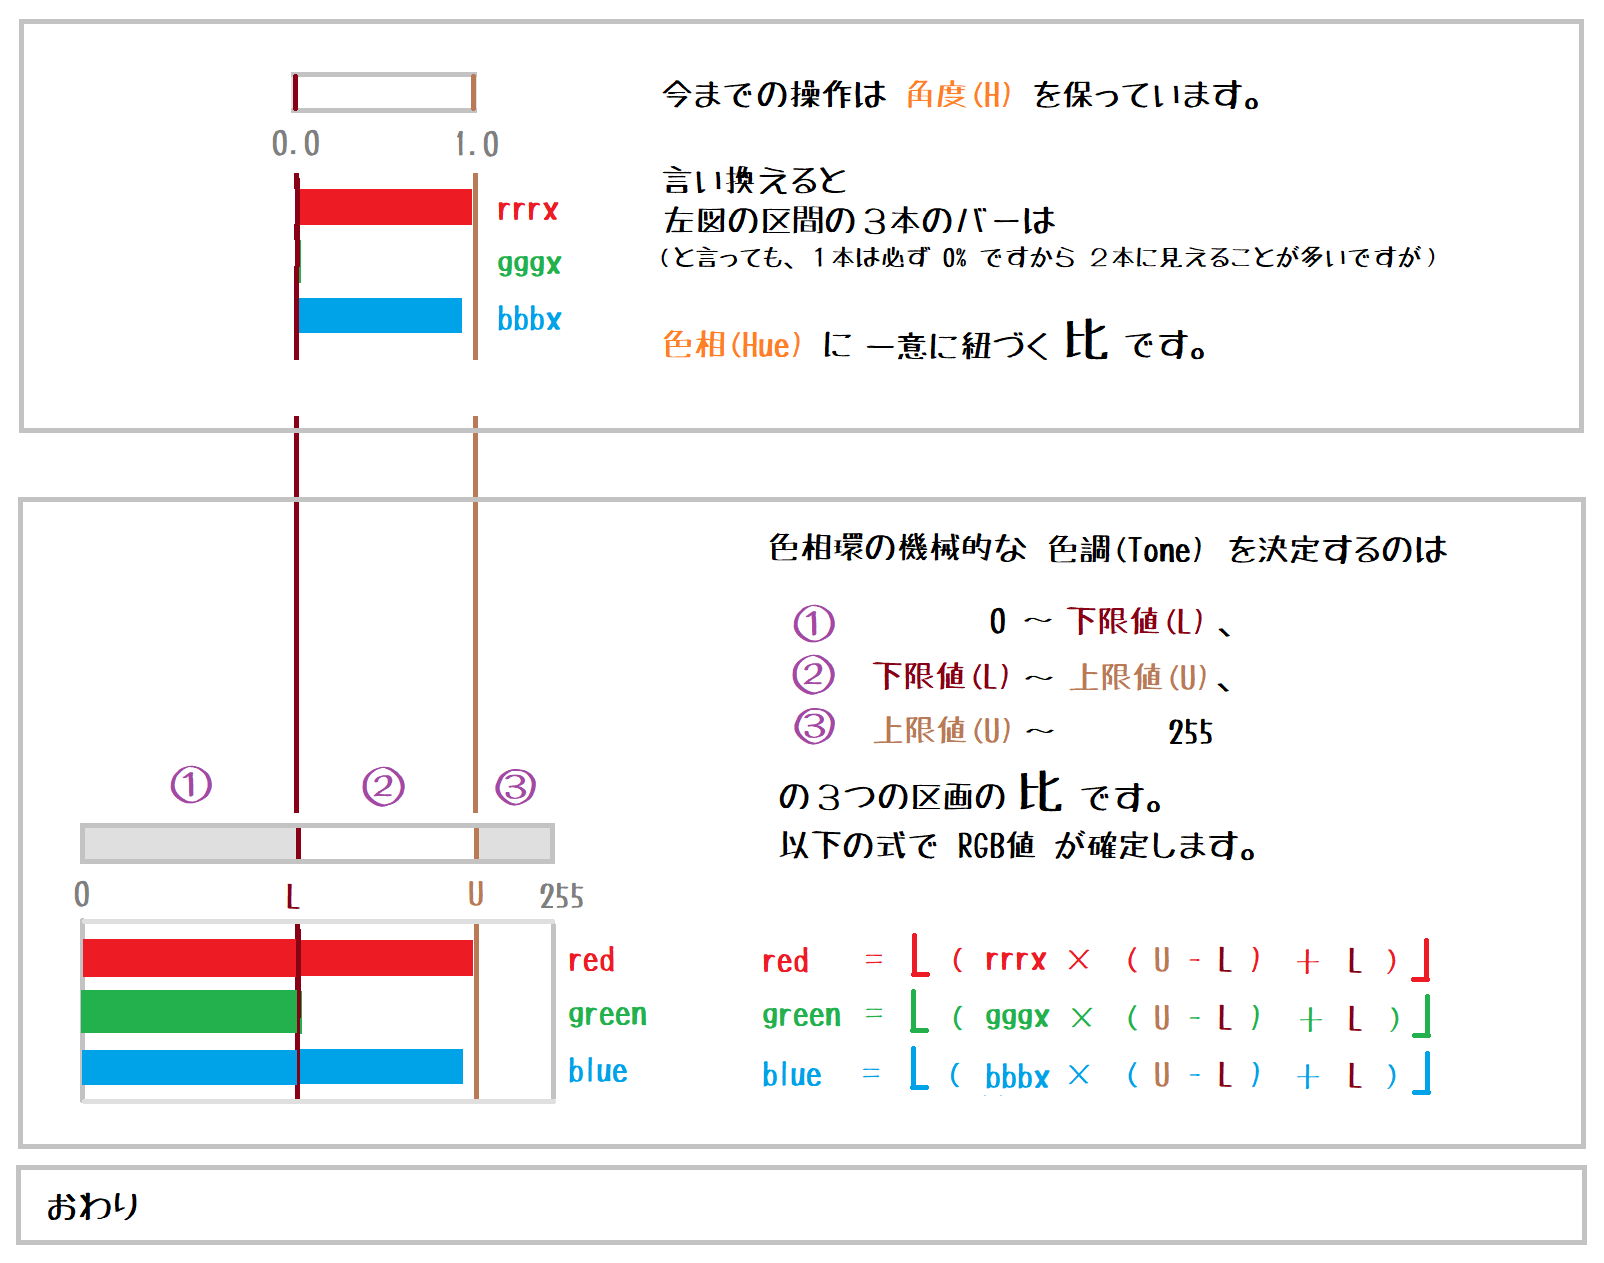 今までの操作は 角度(H) を保っています。
0.0 1.0
言い換えると
左図の区間の３本のバーは
(と言っても、１本は必ず 0% ですから ２本に見えることが多いですが)
rrrx
gggx
bbbx
色相(Hue) に 一意に紐づく 比 です。
色相環の機械的な 色調(Tone) を決定するのは
① 0 ～ 下限値(L)、
② 下限値(L) ～ 上限値(U)、
③ 上限値(U) ～ 255
の３つの区画の 比 です。
以下の式で RGB値 が確定します。
① ② ③
0 L U 255
red
green
blue
red = ⌊ ( rrrx × ( U - L ) + L ) ⌋
green = ⌊ ( gggx × ( U - L ) + L ) ⌋
blue = ⌊ ( bbbx × ( U - L ) + L ) ⌋
おわり